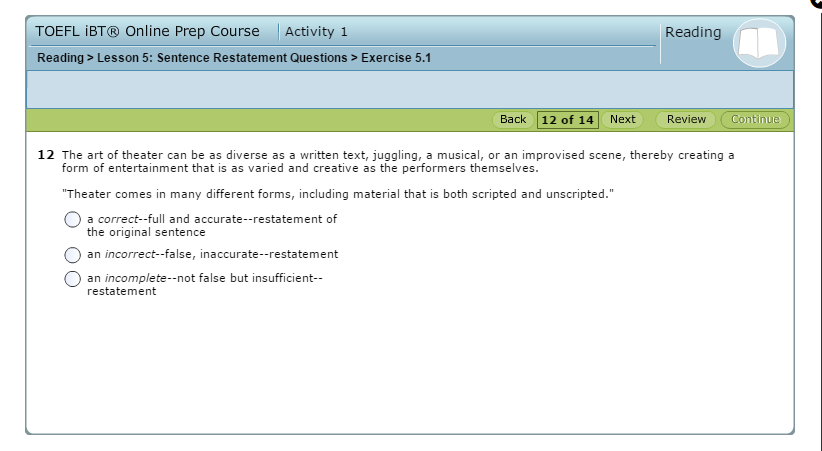 TOEFL iBT® Online Prep Course Activity 1 Reading
Reading > Lesson 5: Sentence Restatement Questions > Exercise 5.1
Back 12 of 14 Next Review Continue
12 The art of theater can be as diverse as a written text, juggling, a musical, or an improvised scene, thereby creating a
form of entertainment that is as varied and creative as the performers themselves.
"Theater comes in many different forms, including material that is both scripted and unscripted."
a correct--full and accurate--restatement of
the original sentence
an incorrect--false, inaccurate--restatement
an incomplete--not false but insufficient--
restatement